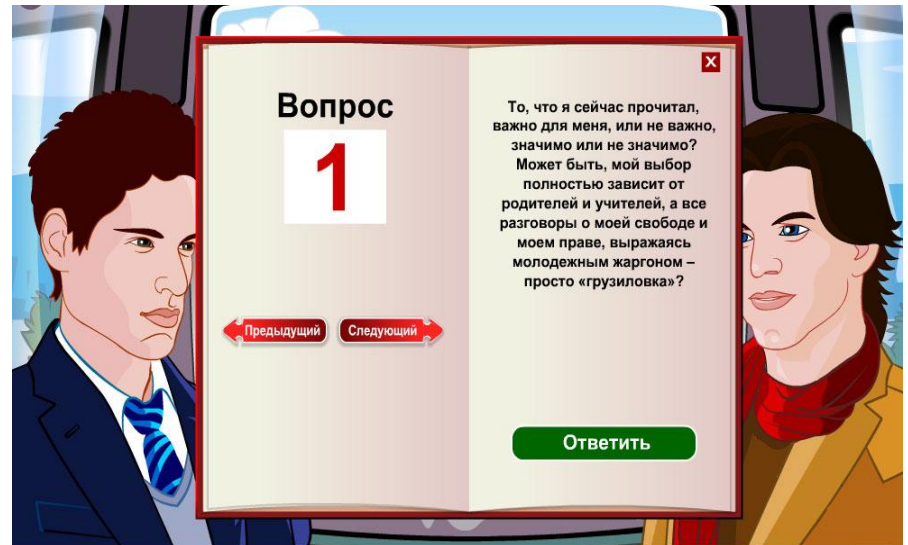 Вопрос
1
Предыдущий
Следующий
X
То, что я сейчас прочитал,
важно для меня, или не важно,
значимо или не значимо?
Может быть, мой выбор
полностью зависит от
родителей и учителей, а все
разговоры о моей свободе и
моем праве, выражаясь
молодежным жаргоном –
просто «грузиловка»?
Ответить